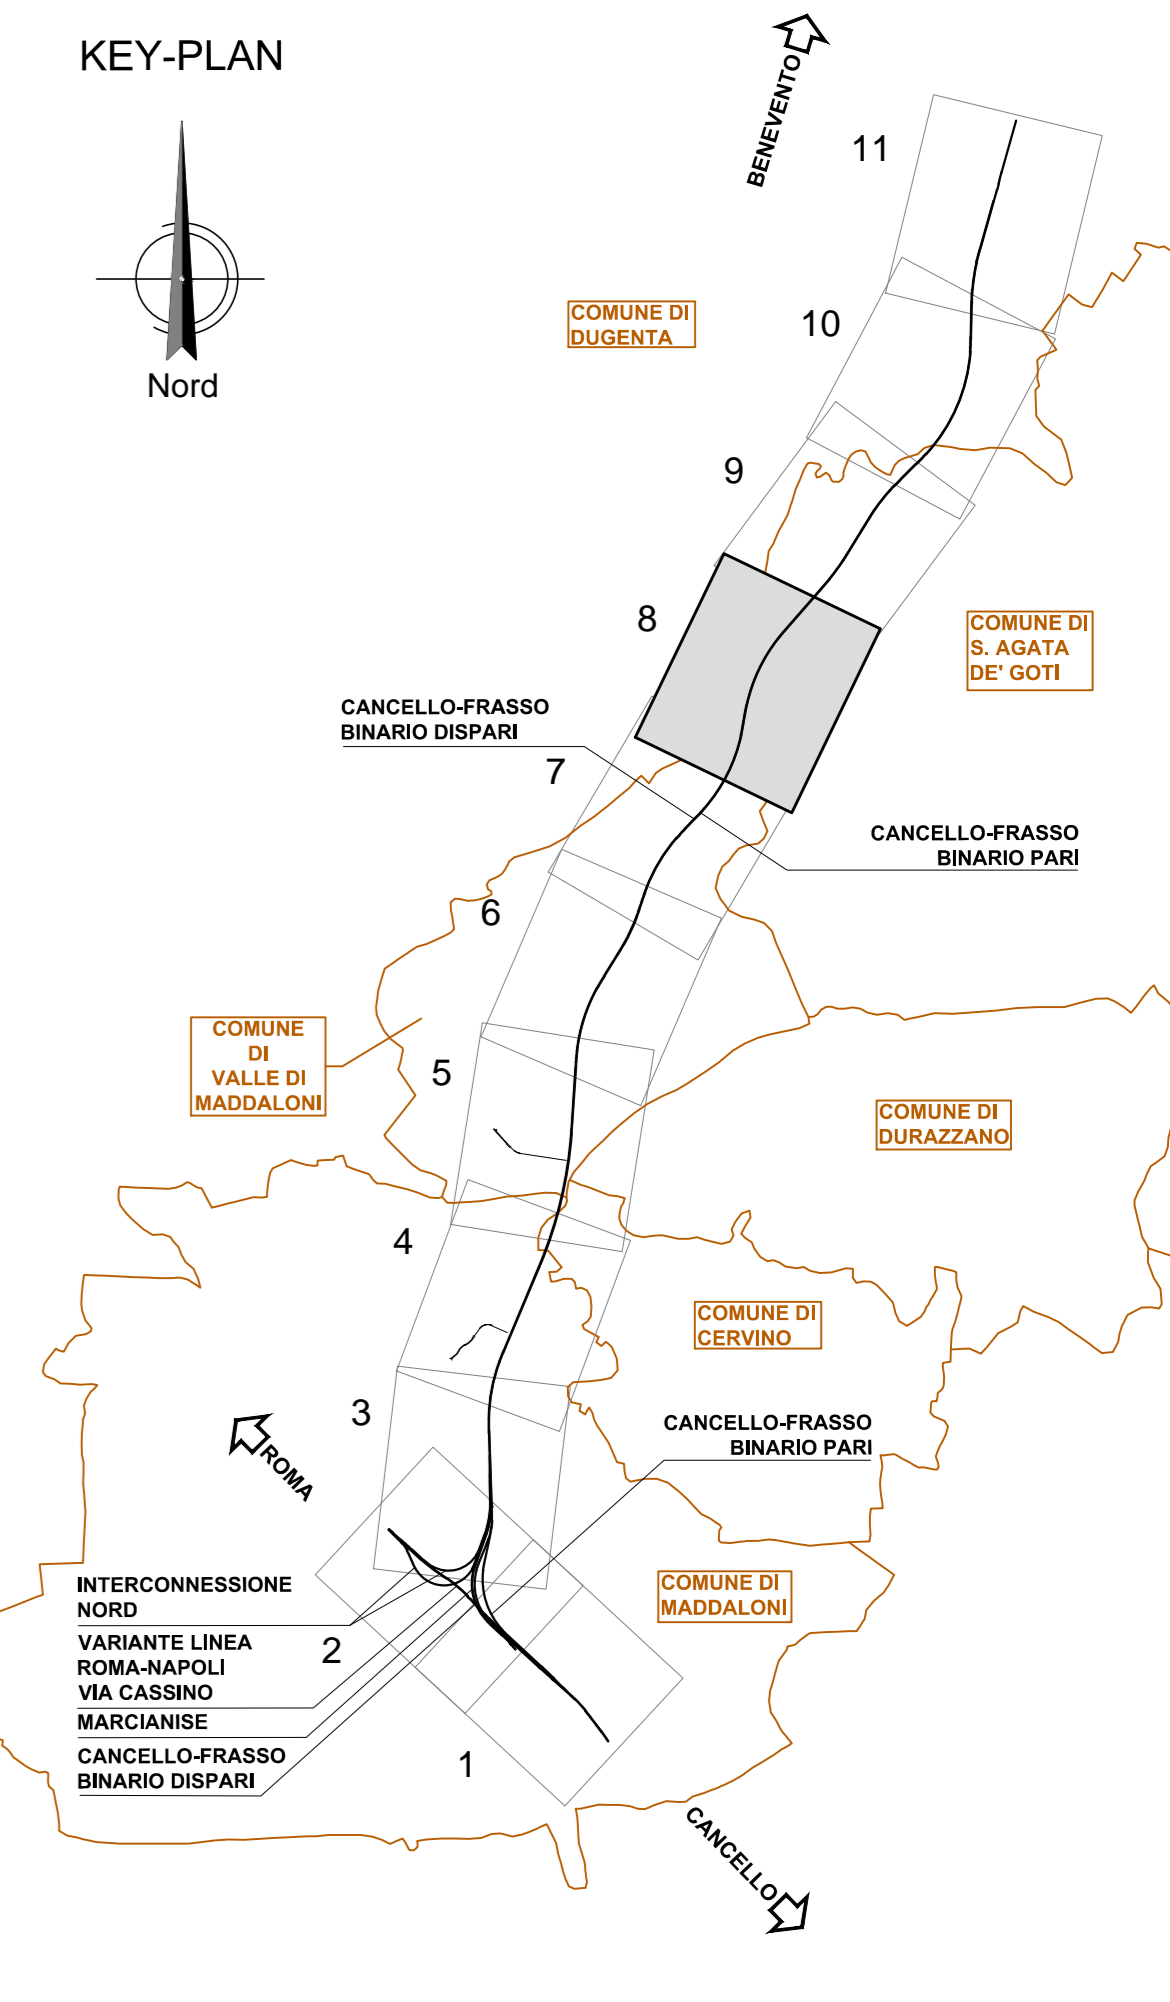 KEY-PLAN
Nord
BENEVENTO
11
10
COMUNE DI
DUGENTA
9
8
COMUNE DI
S. AGATA
DE' GOTI
CANCELLO-FRASSO
BINARIO DISPARI
7
CANCELLO-FRASSO
BINARIO PARI
6
COMUNE
DI
VALLE DI
MADDALONI
5
COMUNE DI
DURAZZANO
4
COMUNE DI
CERVINO
3
CANCELLO-FRASSO
BINARIO PARI
ROMA
INTERCONNESSIONE
NORD
COMUNE DI
MADDALONI
2
VARIANTE LINEA
ROMA-NAPOLI
VIA CASSINO
MARCIANISE
CANCELLO-FRASSO
BINARIO DISPARI
1
CANCELLO